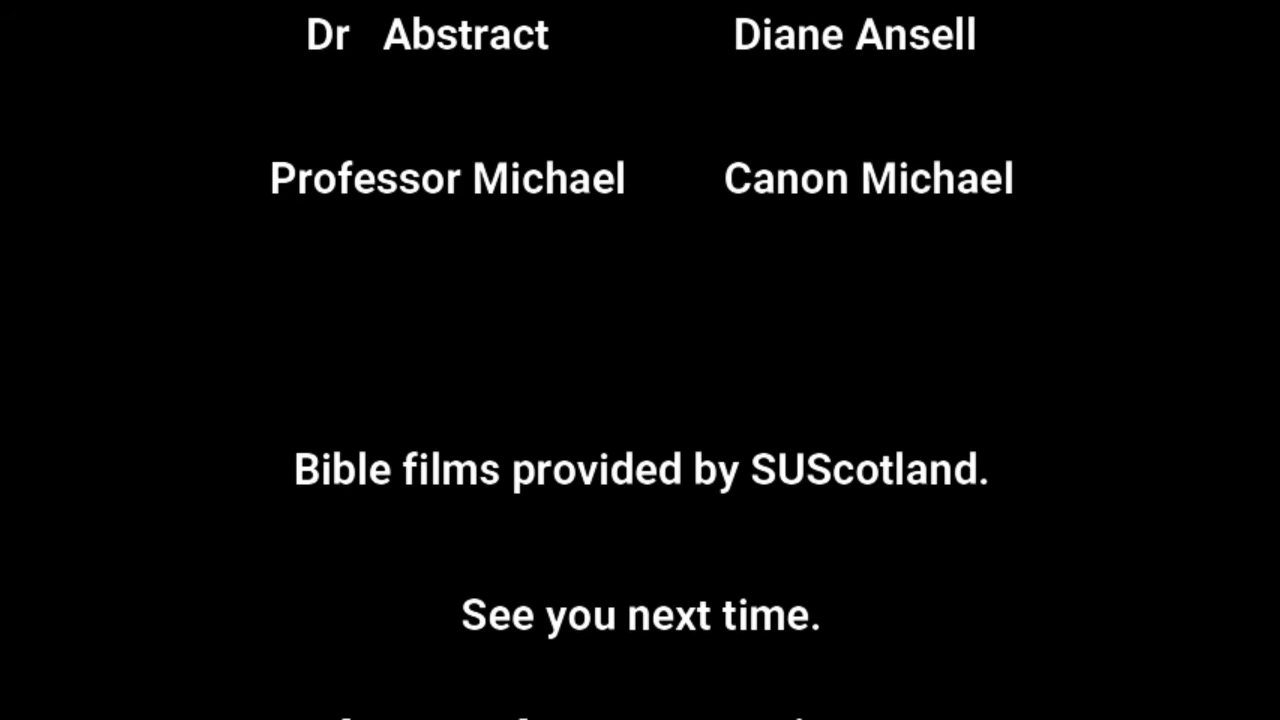 Dr Abstract Diane Ansell
Professor Michael Canon Michael
Bible films provided by SUScotland.
See you next time.